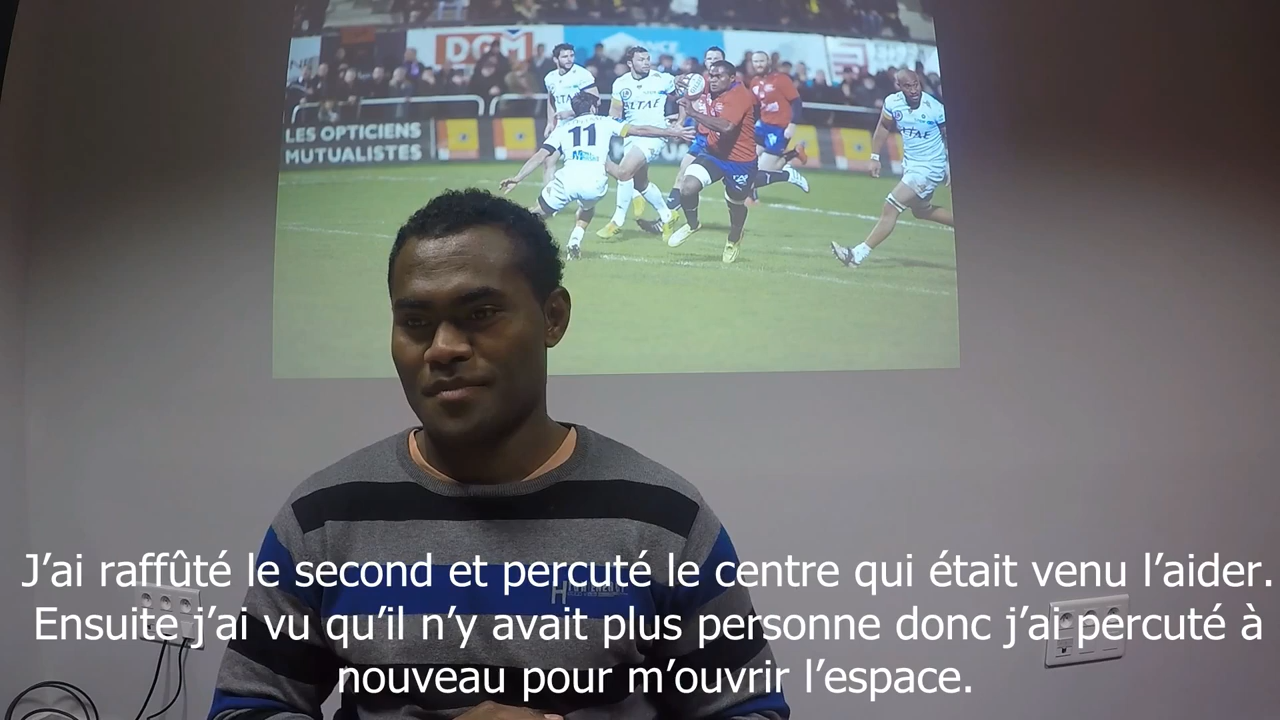 DCM
LES OPTICIENS
MUTUALISTES
11
ALTAE
J'ai raffûté le second et percuté le centre qui était venu l'aider.
Ensuite j'ai vu qu'il n'y avait plus personne donc j'ai percuté à
nouveau pour m'ouvrir l'espace.